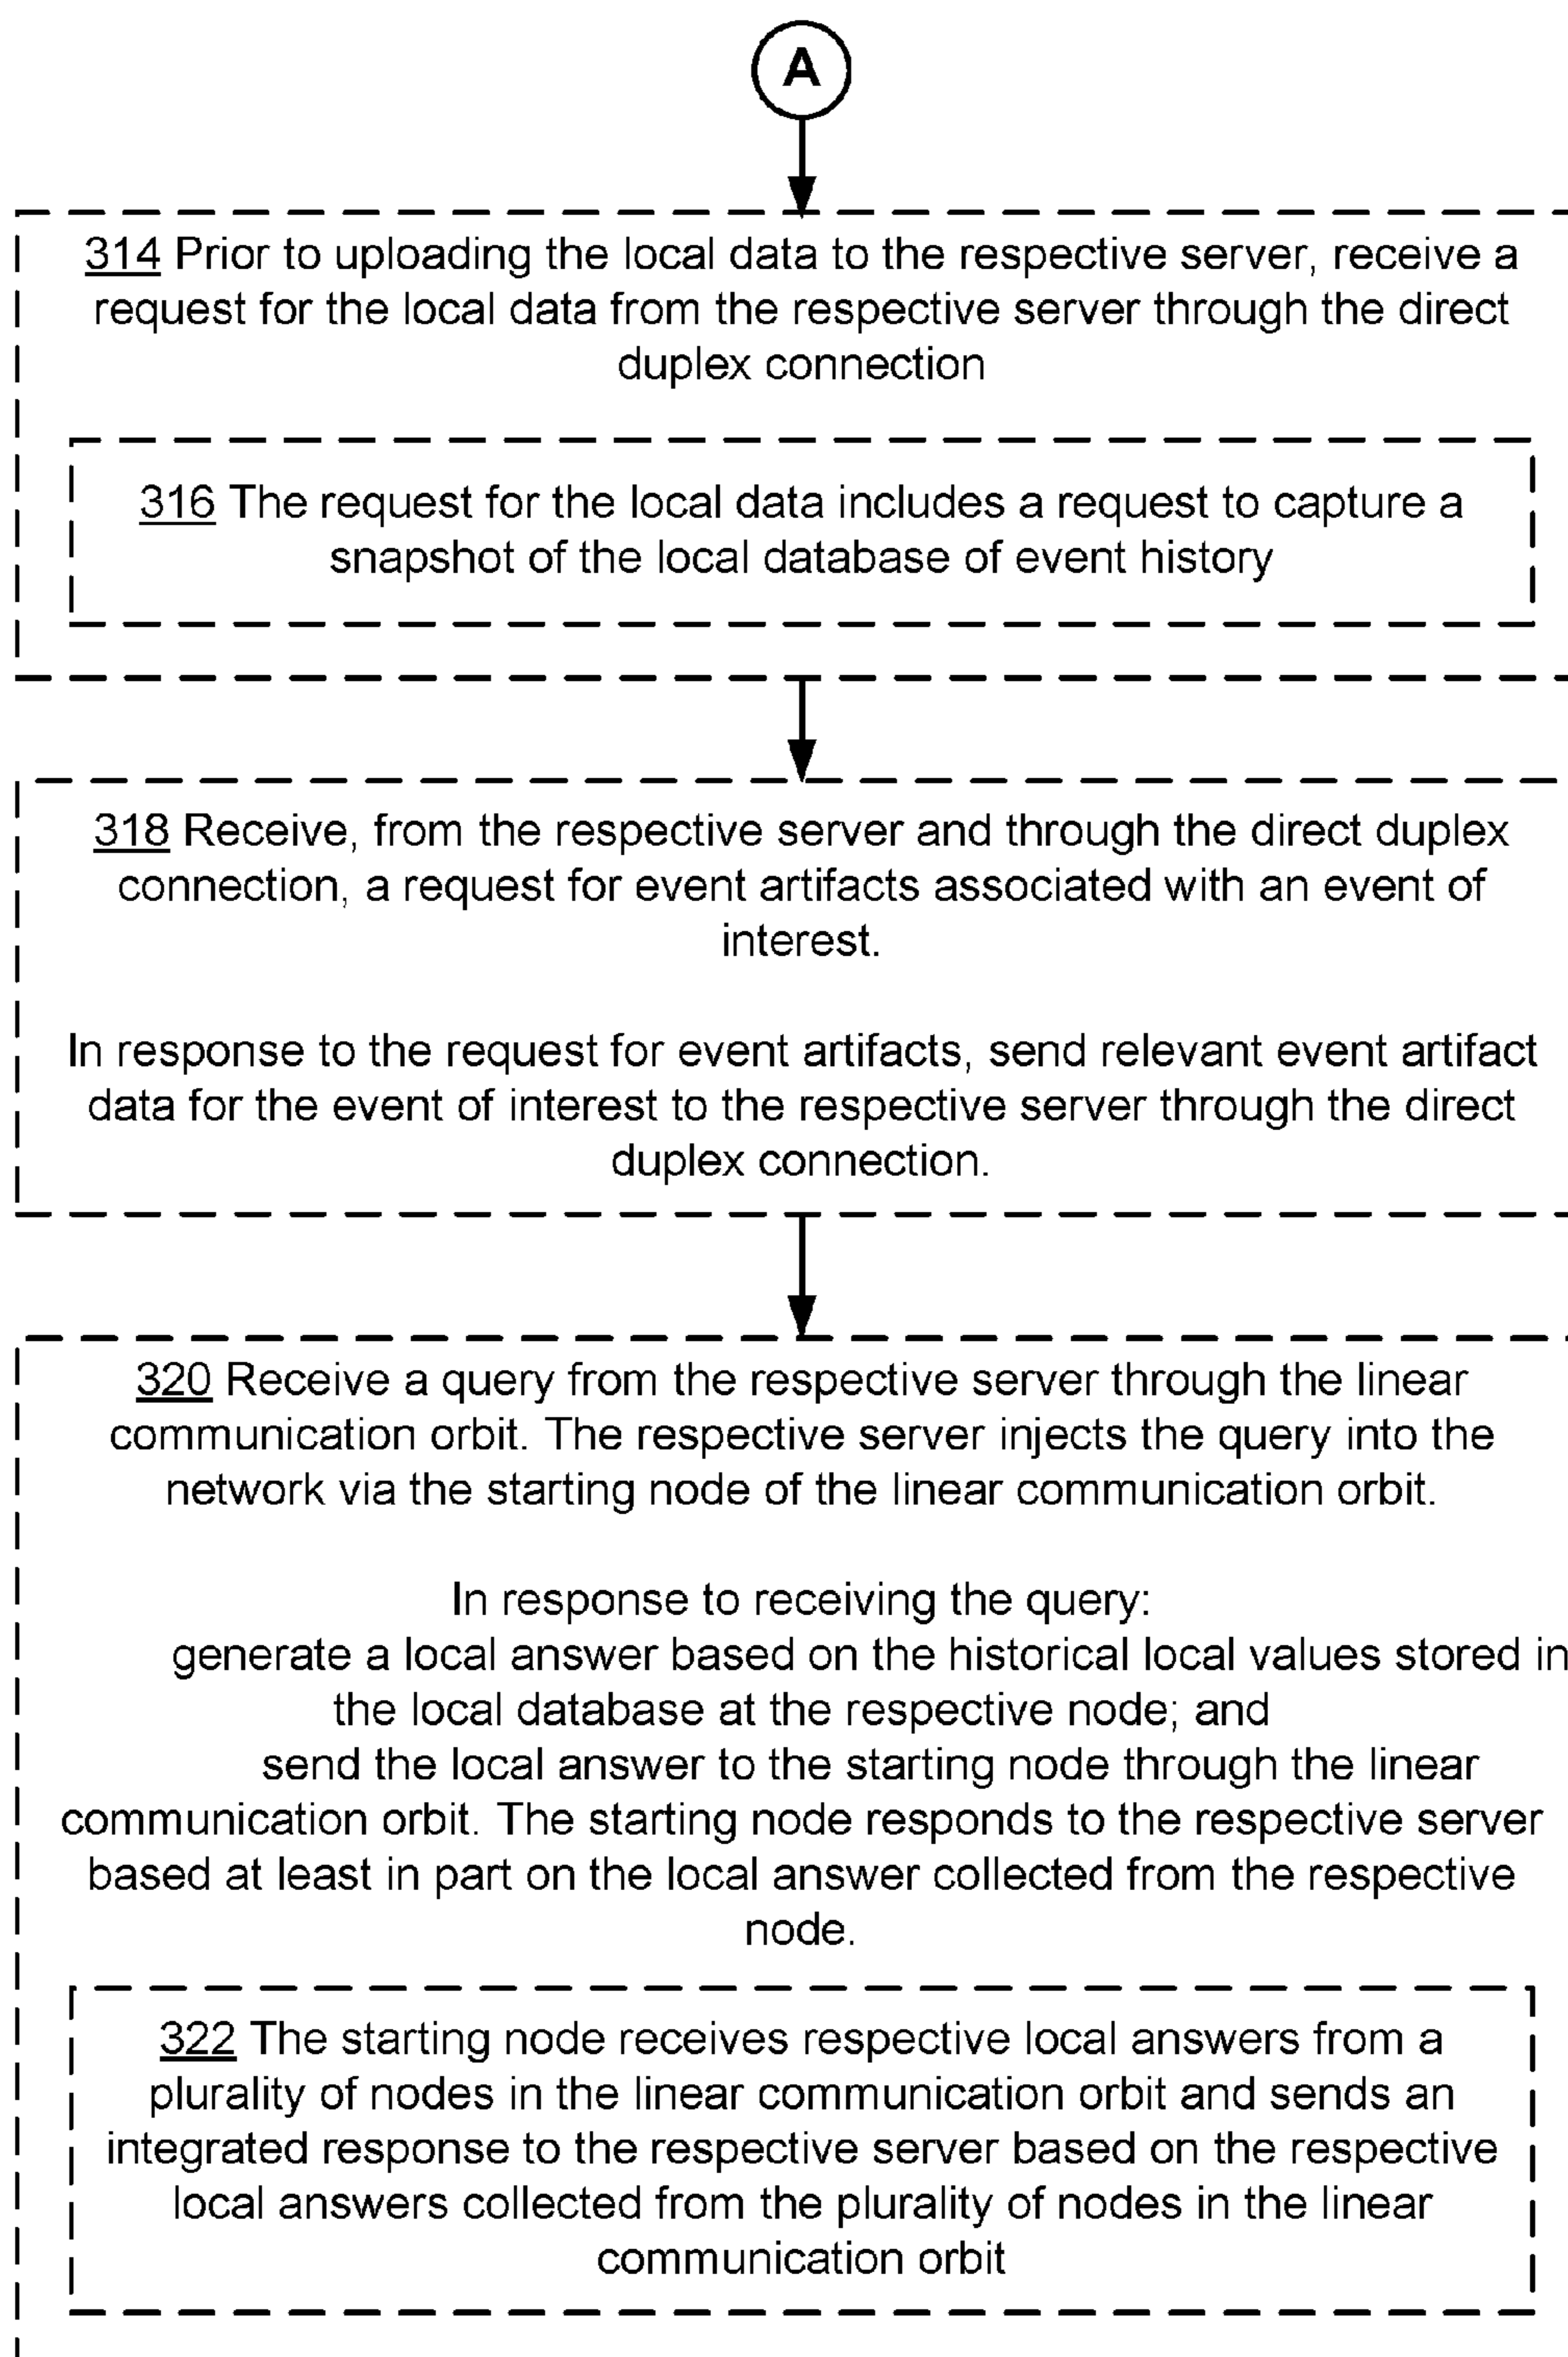 A
314 Prior to uploading the local data to the respective server, receive a
request for the local data from the respective server through the direct
duplex connection
316 The request for the local data includes a request to capture a
snapshot of the local database of event history
318 Receive, from the respective server and through the direct duplex
connection, a request for event artifacts associated with an event of
interest.
In response to the request for event artifacts, send relevant event artifact
data for the event of interest to the respective server through the direct
duplex connection.
320 Receive a query from the respective server through the linear
communication orbit. The respective server injects the query into the
network via the starting node of the linear communication orbit.
In response to receiving the query:
generate a local answer based on the historical local values stored in
the local database at the respective node; and
send the local answer to the starting node through the linear
communication orbit. The starting node responds to the respective server
based at least in part on the local answer collected from the respective
node.
322 The starting node receives respective local answers from a
plurality of nodes in the linear communication orbit and sends an
integrated response to the respective server based on the respective
local answers collected from the plurality of nodes in the linear
communication orbit